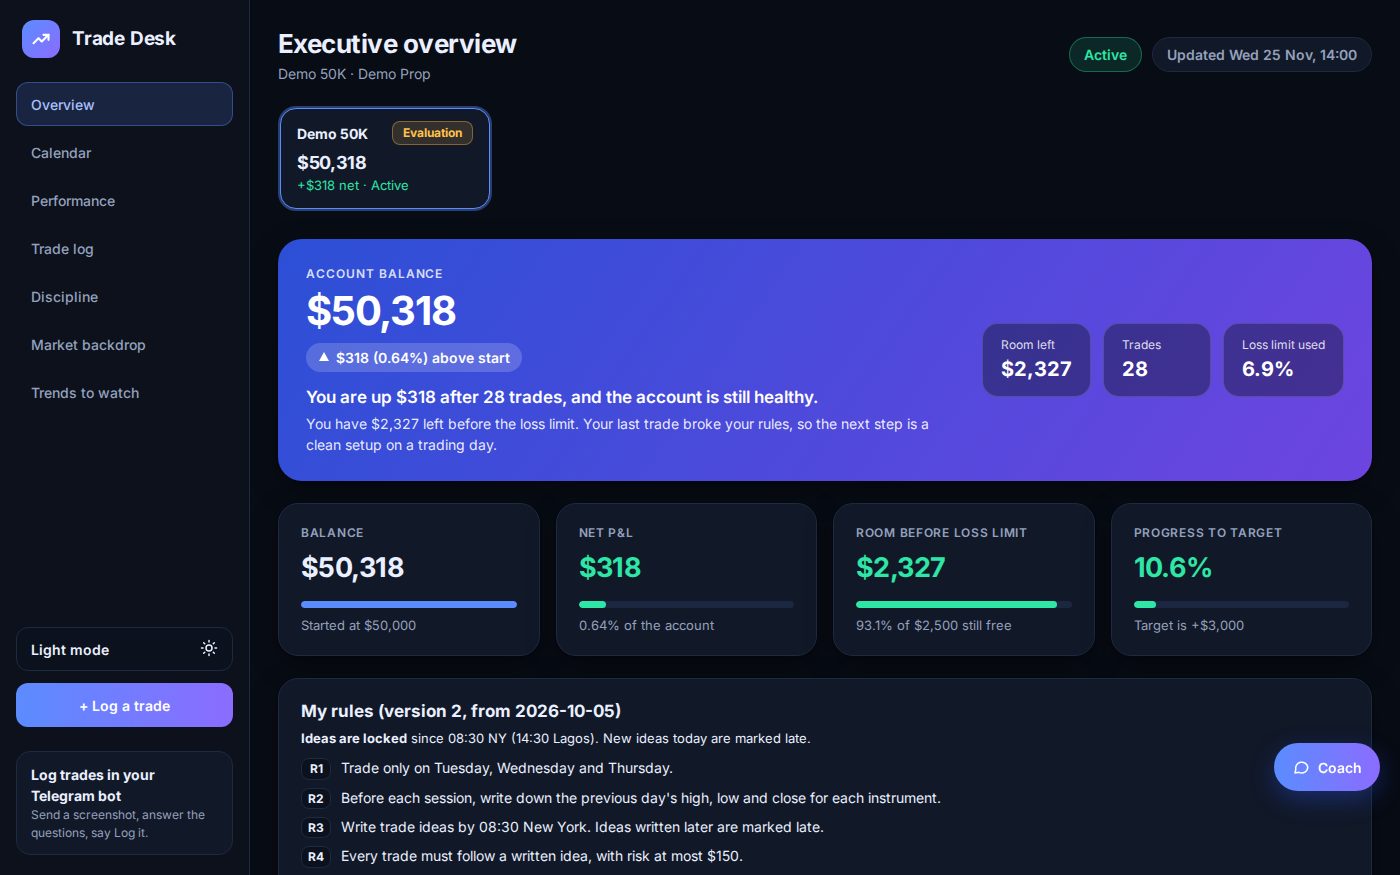 Trade Desk
Overview
Calendar
Performance
Trade log
Discipline
Market backdrop
Trends to watch
Light mode
+ Log a trade
Log trades in your
Telegram bot
Send a screenshot, answer the
questions, say Log it.
Executive overview
Demo 50K · Demo Prop
Active
Updated Wed 25 Nov, 14:00
Demo 50K
Evaluation
$50,318
+$318 net · Active
ACCOUNT BALANCE
$50,318
▲ $318 (0.64%) above start
You are up $318 after 28 trades, and the account is still healthy.
You have $2,327 left before the loss limit. Your last trade broke your rules, so the next step is a
clean setup on a trading day.
Room left
$2,327
Trades
28
Loss limit used
6.9%
BALANCE
$50,318
Started at $50,000
NET P&L
$318
0.64% of the account
ROOM BEFORE LOSS LIMIT
$2,327
93.1% of $2,500 still free
PROGRESS TO TARGET
10.6%
Target is +$3,000
My rules (version 2, from 2026-10-05)
Ideas are locked since 08:30 NY (14:30 Lagos). New ideas today are marked late.
R1 Trade only on Tuesday, Wednesday and Thursday.
R2 Before each session, write down the previous day's high, low and close for each instrument.
R3 Write trade ideas by 08:30 New York. Ideas written later are marked late.
R4 Every trade must follow a written idea, with risk at most $150.
Coach